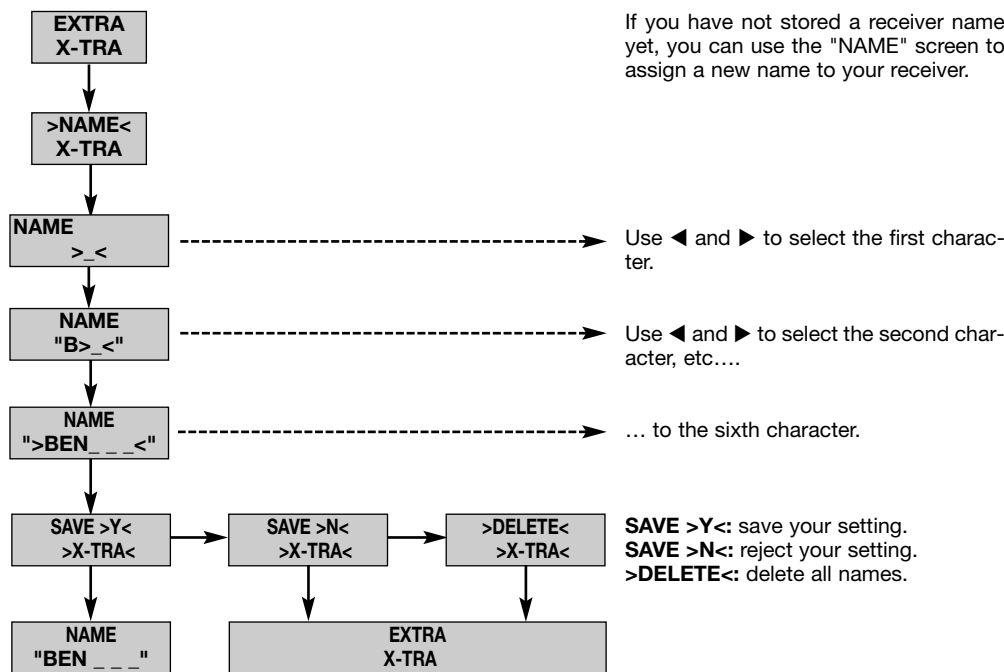 EXTRA
X-TRA
If you have not stored a receiver name
yet, you can use the "NAME" screen to
assign a new name to your receiver.
>NAME<
X-TRA
NAME
>_<
Use ◀ and ▶ to select the first charac-
ter.
NAME
"B>_<"
Use ◀ and ▶ to select the second char-
acter, etc….
NAME
">BEN_ _ _<"
… to the sixth character.
SAVE >Y<
>X-TRA<
SAVE >N<
>X-TRA<
>DELETE<
>X-TRA<
SAVE >Y<: save your setting.
SAVE >N<: reject your setting.
>DELETE<: delete all names.
NAME
"BEN _ _ _"
EXTRA
X-TRA